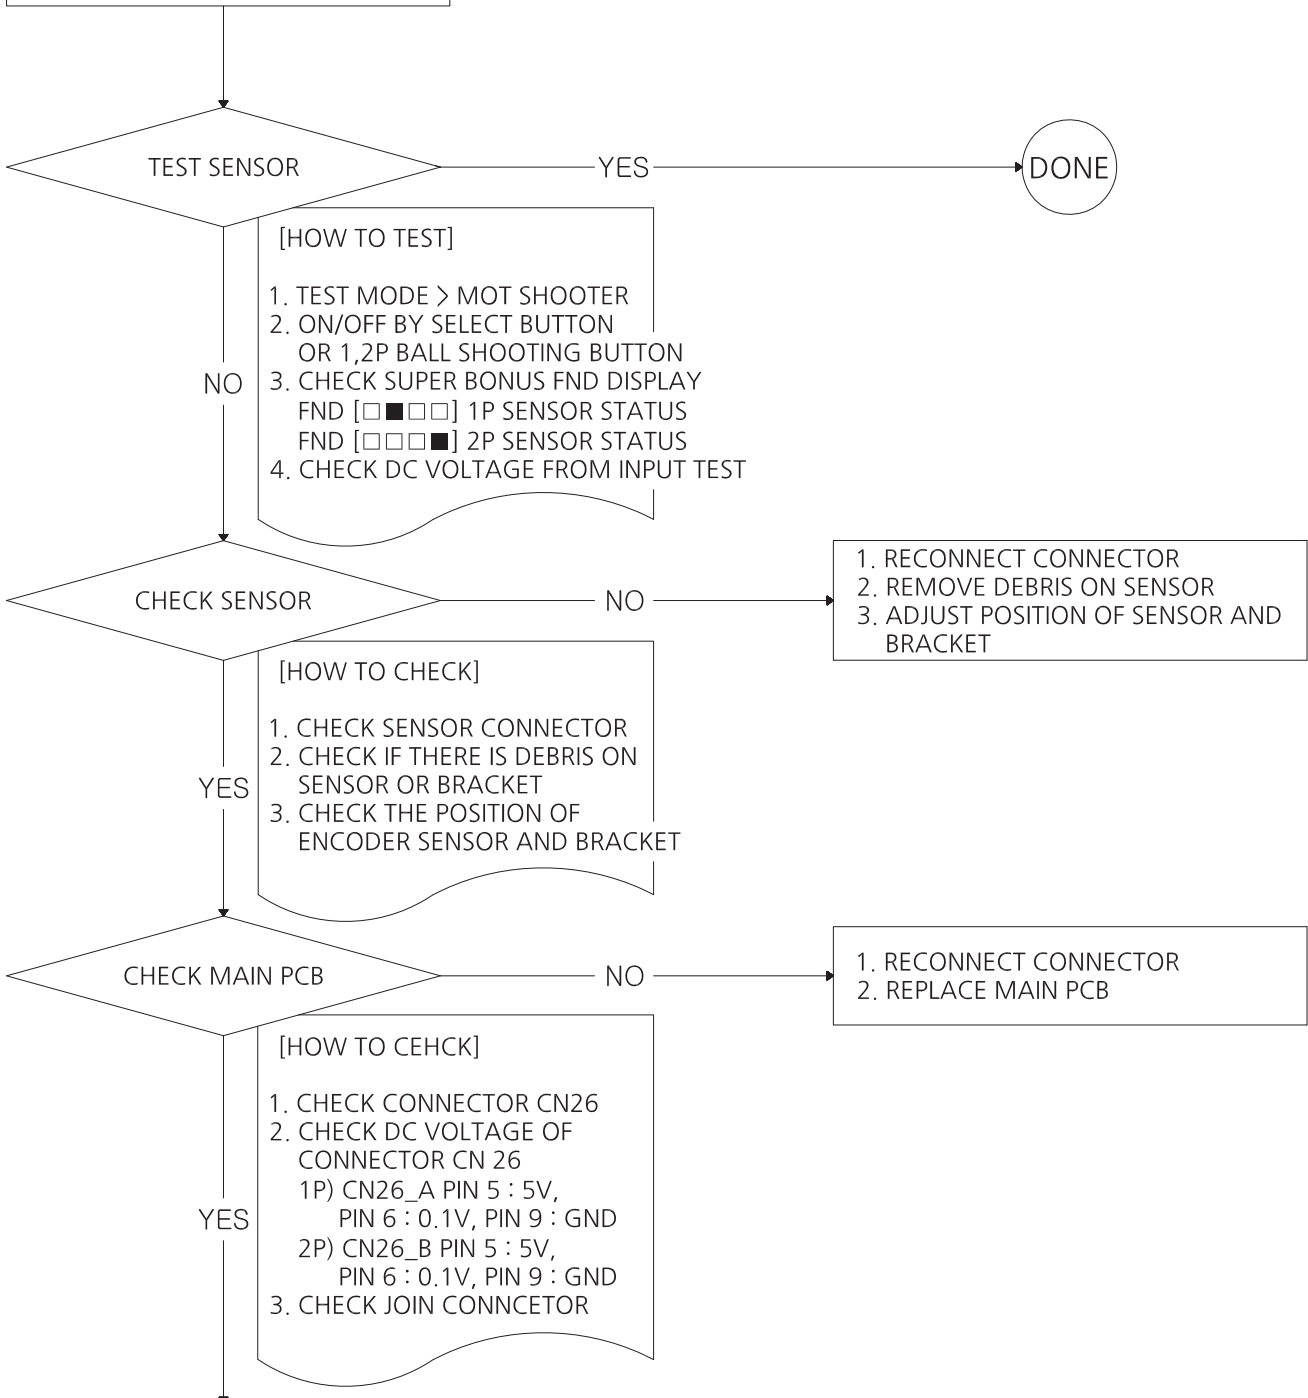 TEST SENSOR
YES
DONE
[HOW TO TEST]
1. TEST MODE > MOT SHOOTER
2. ON/OFF BY SELECT BUTTON
OR 1,2P BALL SHOOTING BUTTON
3. CHECK SUPER BONUS FND DISPLAY
FND [□■□□] 1P SENSOR STATUS
FND [□□□■] 2P SENSOR STATUS
4. CHECK DC VOLTAGE FROM INPUT TEST
NO
CHECK SENSOR
NO
1. RECONNECT CONNECTOR
2. REMOVE DEBRIS ON SENSOR
3. ADJUST POSITION OF SENSOR AND
BRACKET
[HOW TO CHECK]
1. CHECK SENSOR CONNECTOR
2. CHECK IF THERE IS DEBRIS ON
SENSOR OR BRACKET
3. CHECK THE POSITION OF
ENCODER SENSOR AND BRACKET
YES
CHECK MAIN PCB
NO
1. RECONNECT CONNECTOR
2. REPLACE MAIN PCB
[HOW TO CEHCK]
1. CHECK CONNECTOR CN26
2. CHECK DC VOLTAGE OF
CONNECTOR CN 26
1P) CN26_A PIN 5 : 5V,
PIN 6 : 0.1V, PIN 9 : GND
2P) CN26_B PIN 5 : 5V,
PIN 6 : 0.1V, PIN 9 : GND
3. CHECK JOIN CONNCETOR
YES